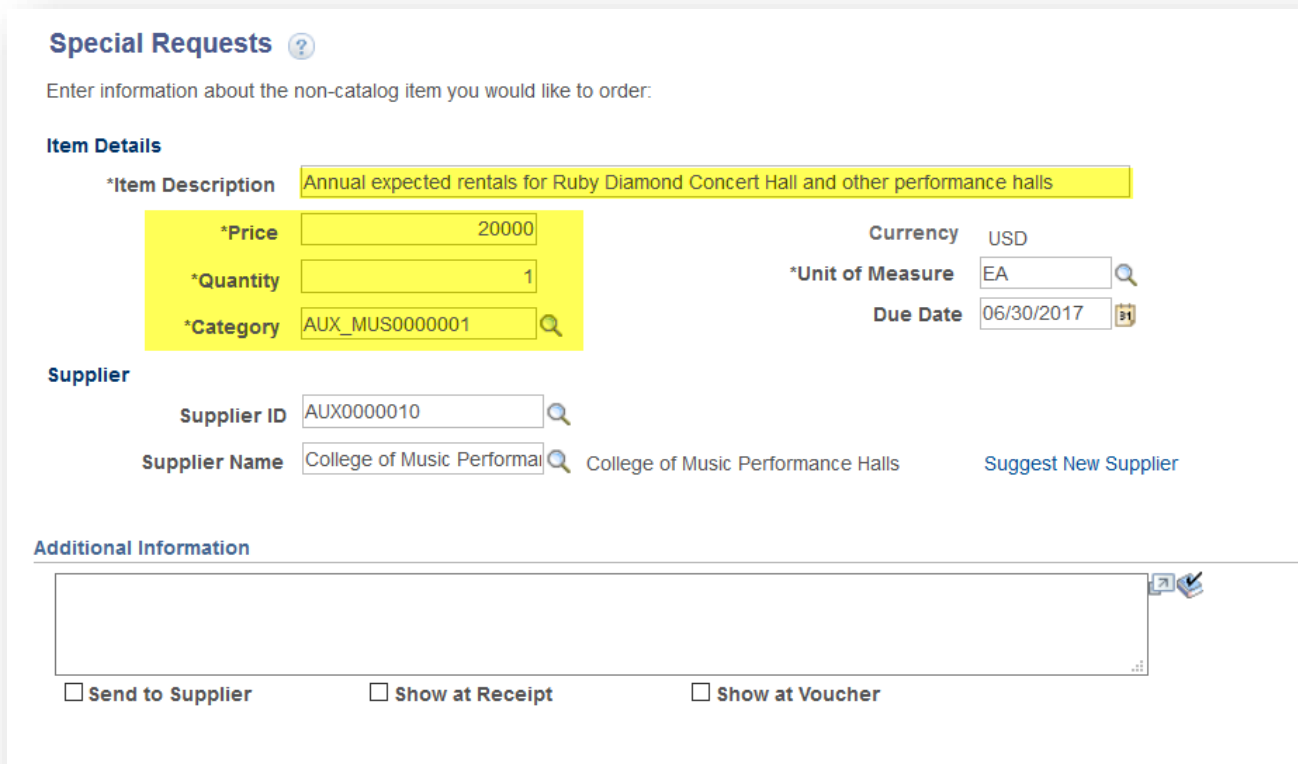 Special Requests ?
Enter information about the non-catalog item you would like to order:
Item Details
*Item Description Annual expected rentals for Ruby Diamond Concert Hall and other performance halls
*Price 20000 Currency USD
*Quantity 1 *Unit of Measure EA
*Category AUX_MUS0000001 Due Date 06/30/2017 31
Supplier
Supplier ID AUX0000010
Supplier Name College of Music Performai College of Music Performance Halls Suggest New Supplier
Additional Information
Send to Supplier Show at Receipt Show at Voucher